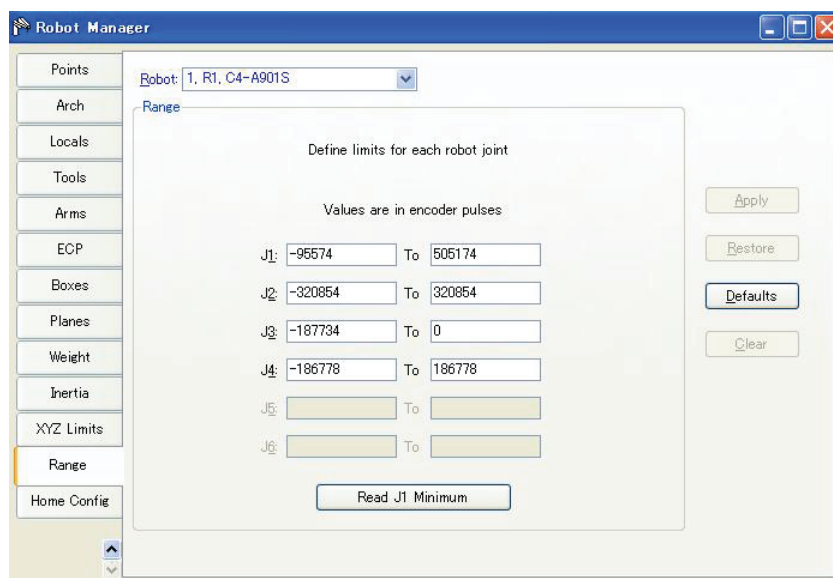 Robot Manager
Points
Arch
Locals
Tools
Arms
ECP
Boxes
Planes
Weight
Inertia
XYZ Limits
Range
Home Config
Robot: 1, R1, C4-A901S
Range
Define limits for each robot joint
Values are in encoder pulses
J1: -95574 To 505174
J2: -320854 To 320854
J3: -187734 To 0
J4: -186778 To 186778
J5: To
J6: To
Read J1 Minimum
Apply
Restore
Defaults
Clear